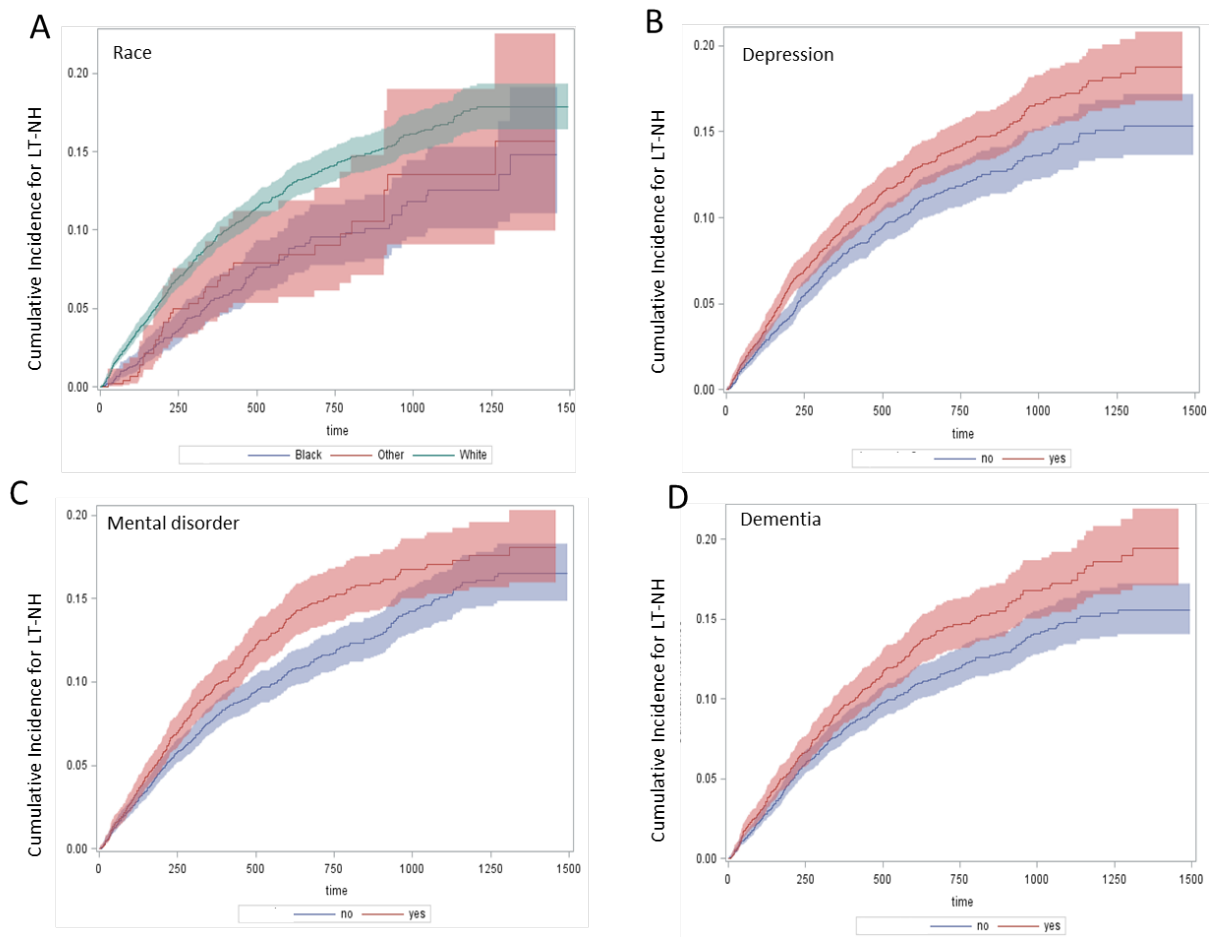 A
Race
Cumulative Incidence for LT-NH
0.20
0.15
0.10
0.05
0.00
0 250 500 750 1000 1250 1500
time
Black Other White
B
Depression
Cumulative Incidence for LT-NH
0.20
0.15
0.10
0.05
0.00
0 250 500 750 1000 1250 1500
time
no yes
C
Mental disorder
Cumulative Incidence for LT-NH
0.20
0.15
0.10
0.05
0.00
0 250 500 750 1000 1250 1500
time
no yes
D
Dementia
Cumulative Incidence for LT-NH
0.20
0.15
0.10
0.05
0.00
0 250 500 750 1000 1250 1500
time
no yes